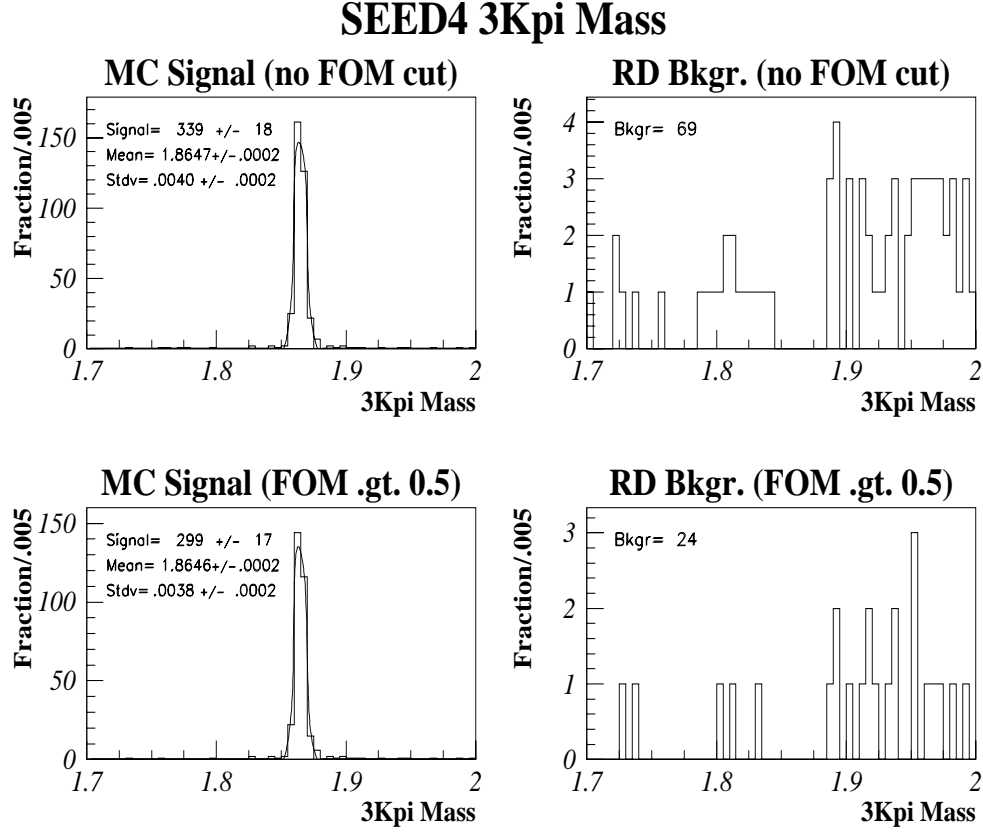 SEED4 3Kpi Mass
MC Signal (no FOM cut)
Fraction/.005
Signal= 339 +/- 18
Mean= 1.8647+/-.0002
Stdv= .0040 +/- .0002
150
100
50
0
1.7 1.8 1.9 2
3Kpi Mass
RD Bkgr. (no FOM cut)
Fraction/.005
Bkgr= 69
4
3
2
1
0
1.7 1.8 1.9 2
3Kpi Mass
MC Signal (FOM .gt. 0.5)
Fraction/.005
Signal= 299 +/- 17
Mean= 1.8646+/-.0002
Stdv= .0038 +/- .0002
150
100
50
0
1.7 1.8 1.9 2
3Kpi Mass
RD Bkgr. (FOM .gt. 0.5)
Fraction/.005
Bkgr= 24
3
2
1
0
1.7 1.8 1.9 2
3Kpi Mass